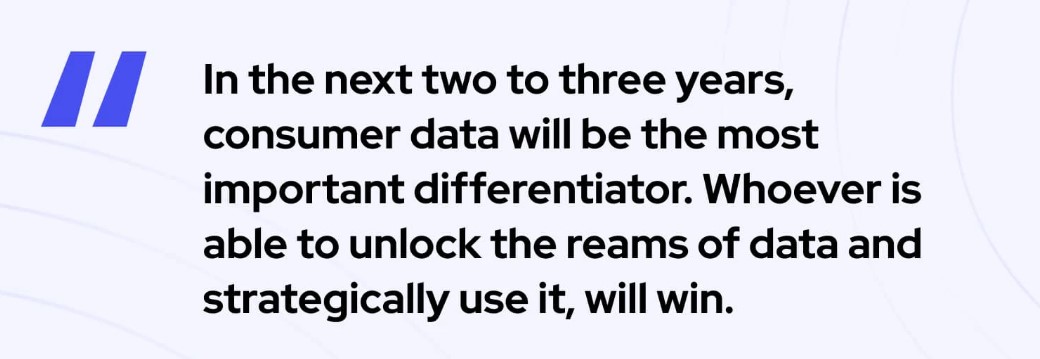 In the next two to three years,
consumer data will be the most
important differentiator. Whoever is
able to unlock the reams of data and
strategically use it, will win.